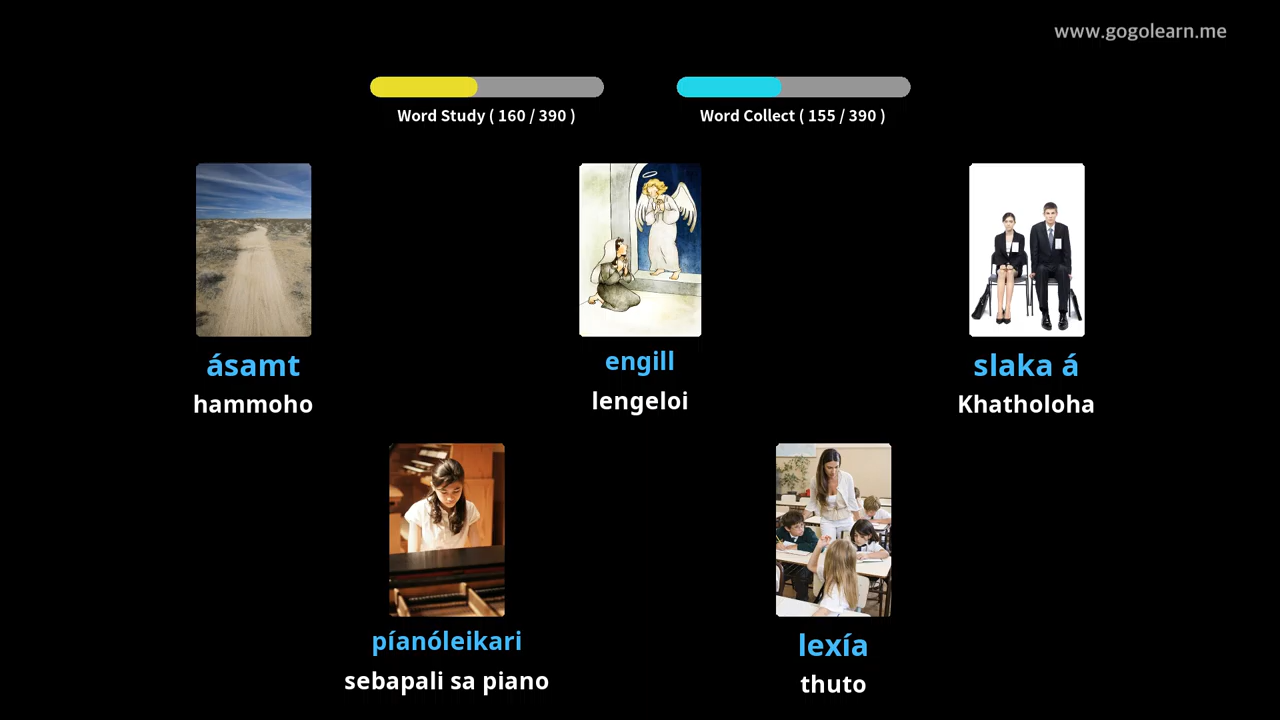 www.gogolearn.me
Word Study ( 160 / 390 )
Word Collect ( 155 / 390 )
ásamt
hammoho
engill
lengeloi
slaka á
Khatholoha
píanóleikari
sebapali sa piano
lexía
thuto